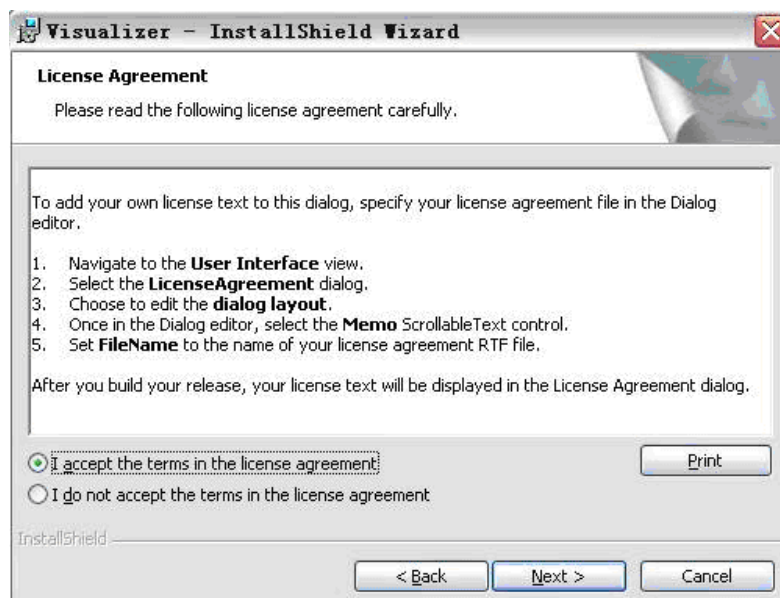 Visualizer - InstallShield Wizard
License Agreement
Please read the following license agreement carefully.
To add your own license text to this dialog, specify your license agreement file in the Dialog
editor.
1. Navigate to the User Interface view.
2. Select the LicenseAgreement dialog.
3. Choose to edit the dialog layout.
4. Once in the Dialog editor, select the Memo ScrollableText control.
5. Set FileName to the name of your license agreement RTF file.
After you build your release, your license text will be displayed in the License Agreement dialog.
I accept the terms in the license agreement
Print
I do not accept the terms in the license agreement
InstallShield
< Back
Next >
Cancel